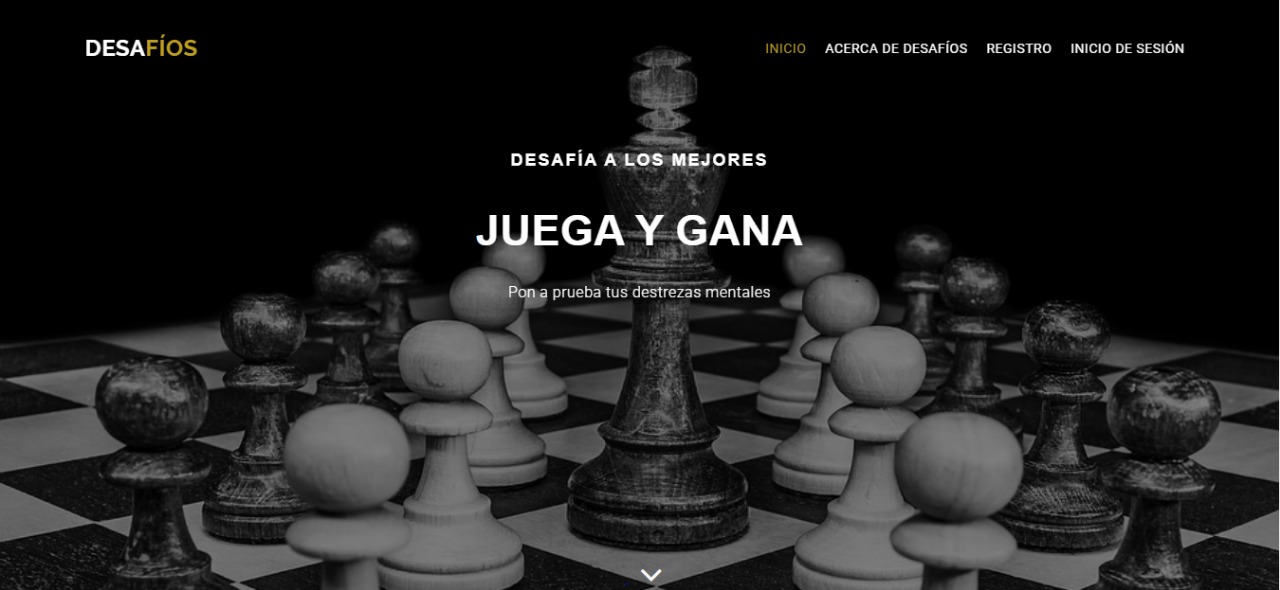 DESAFÍOS
INICIO ACERCA DE DESAFÍOS REGISTRO INICIO DE SESIÓN
DESAFÍA A LOS MEJORES
JUEGA Y GANA
Pon a prueba tus destrezas mentales